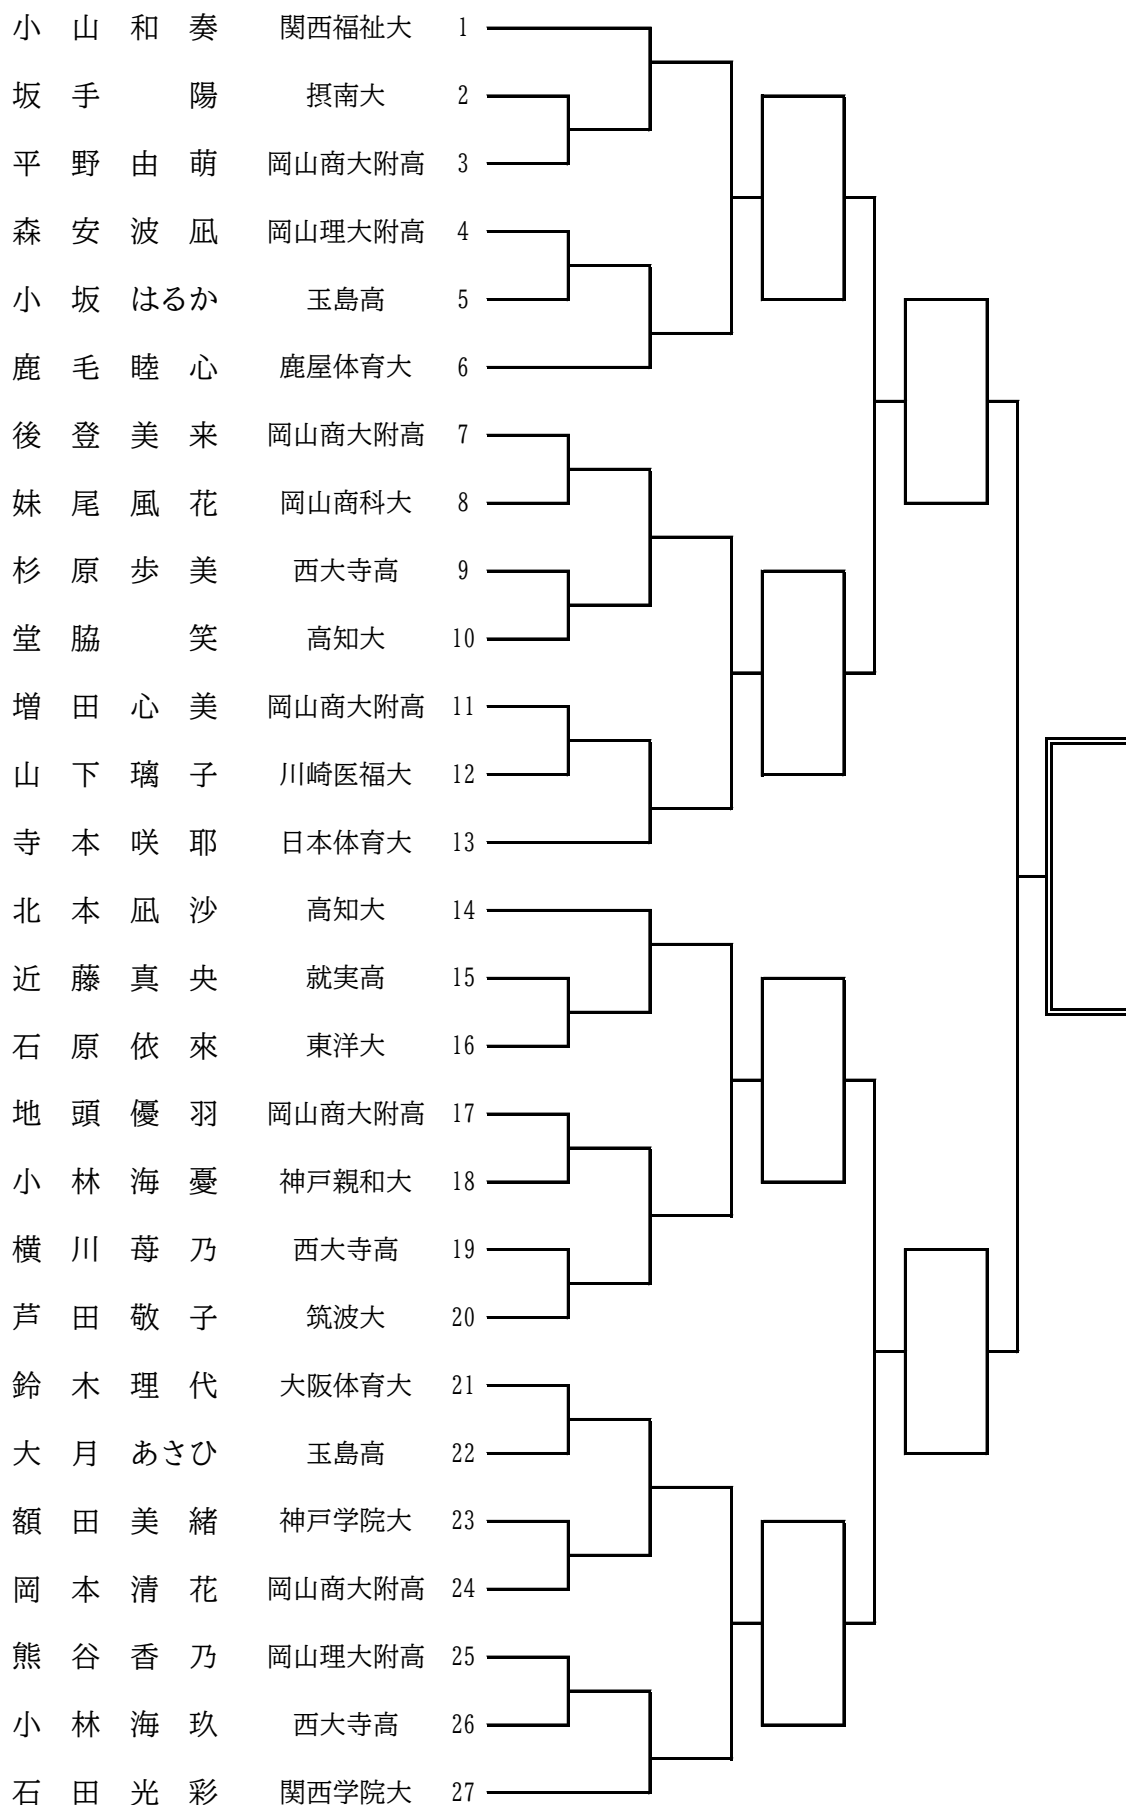 小山和奏 関西福祉大 1
坂手陽 摂南大 2
平野由萌 岡山商大附高 3
森安波凪 岡山理大附高 4
小坂はるか 玉島高 5
鹿毛睦心 鹿屋体育大 6
後登美来 岡山商大附高 7
妹尾風花 岡山商科大 8
杉原歩美 西大寺高 9
堂脇笑 高知大 10
増田心美 岡山商大附高 11
山下璃子 川崎医福大 12
寺本咲耶 日本体育大 13
北本凪沙 高知大 14
近藤真央 就実高 15
石原依來 東洋大 16
地頭優羽 岡山商大附高 17
小林海憂 神戸親和大 18
横川苺乃 西大寺高 19
芦田敬子 筑波大 20
鈴木理代 大阪体育大 21
大月あさひ 玉島高 22
額田美緒 神戸学院大 23
岡本清花 岡山商大附高 24
熊谷香乃 岡山理大附高 25
小林海玖 西大寺高 26
石田光彩 関西学院大 27